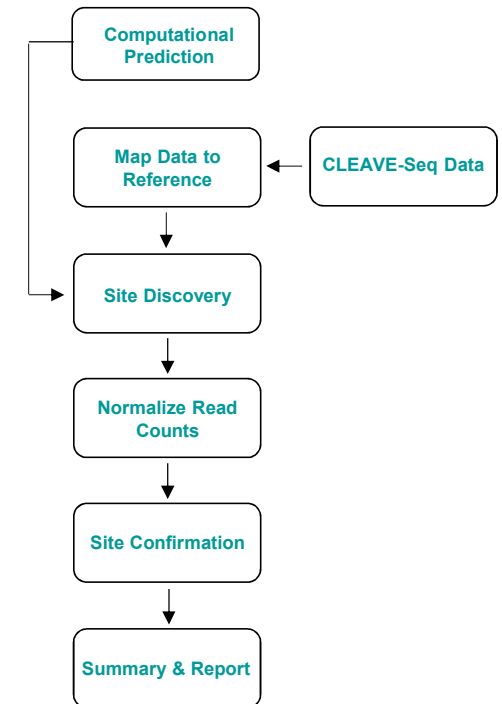 Computational
Prediction
Map Data to
Reference
CLEAVE-Seq Data
Site Discovery
Normalize Read
Counts
Site Confirmation
Summary & Report